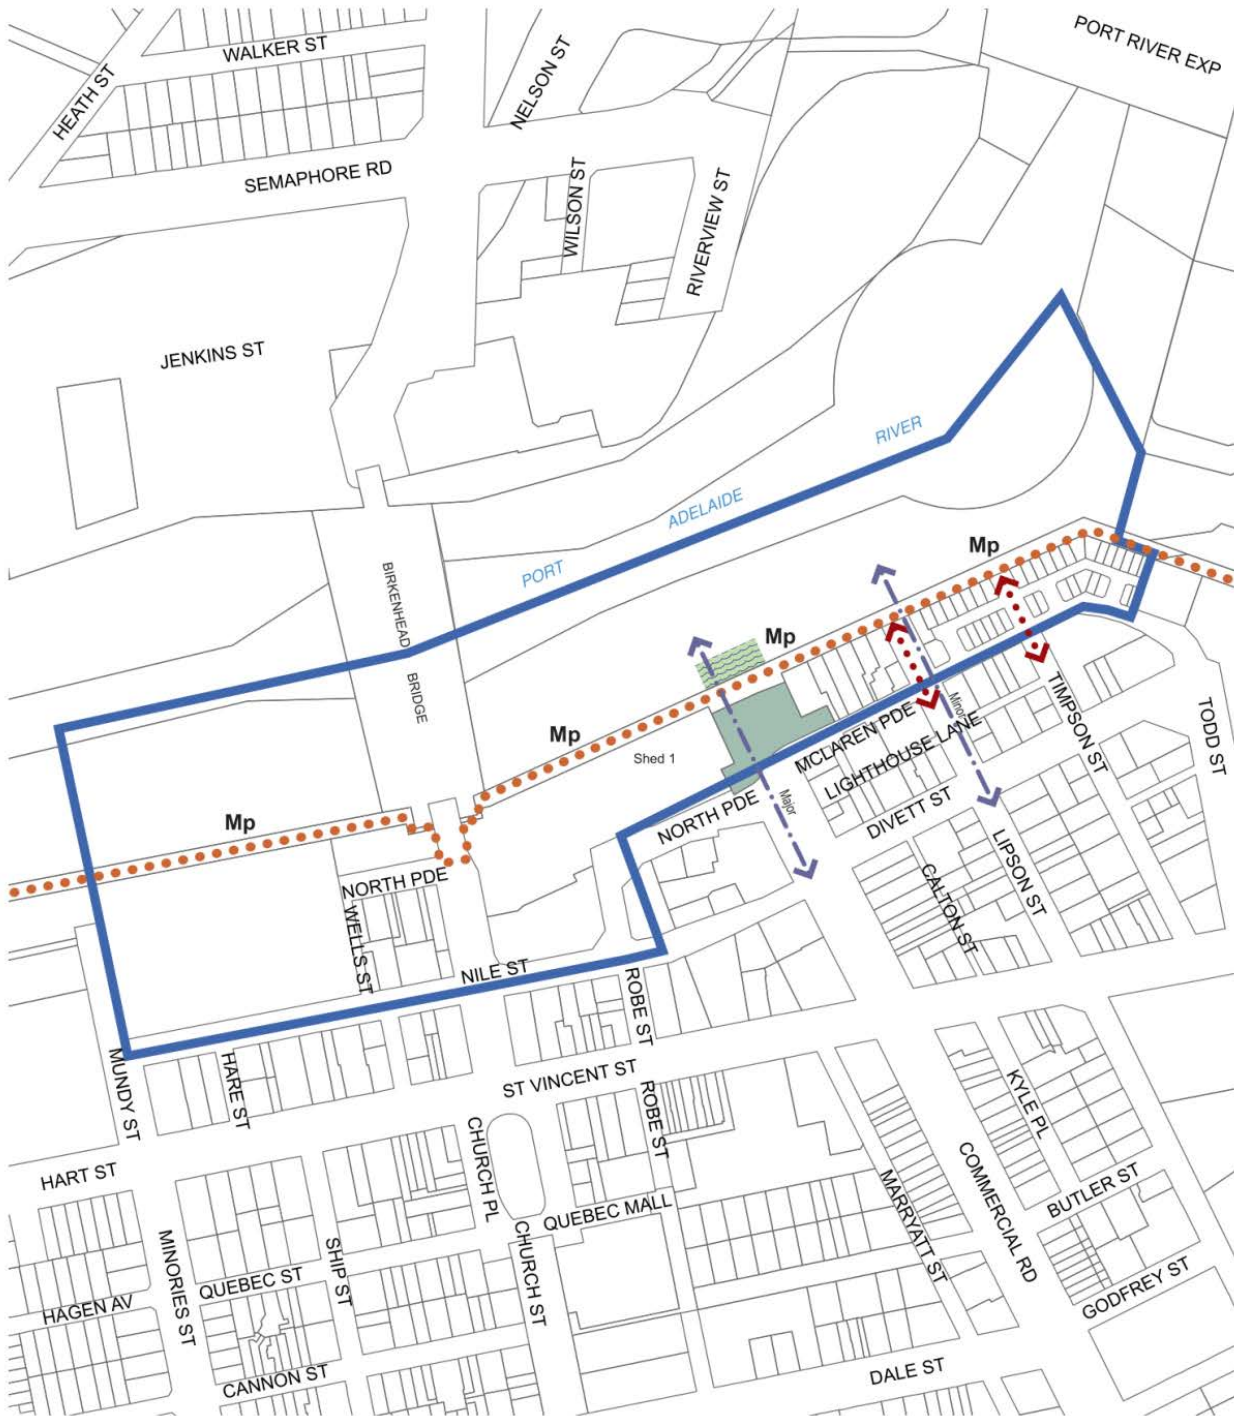 PORT RIVER EXP
WALKER ST
NELSON ST
HEATH ST
SEMAPHORE RD
WILSON ST
RIVERVIEW ST
JENKINS ST
RIVER
ADELAIDE
PORT
BIRKENHEAD
BRIDGE
Mp
Mp
Mp
Mp
Shed 1
MCLAREN PDE
LIGHTHOUSE LANE
Minor
Major
TIMPSON ST
TODD ST
NORTH PDE
DIVETT ST
LIPSON ST
CALTON ST
NORTH PDE
WELLS ST
NILE ST
ROBE ST
MUNDY ST
HARE ST
ST VINCENT ST
ROBE ST
KYLE PL
HART ST
CHURCH PL
QUEBEC MALL
MARRYATT ST
COMMERCIAL RD
BUTLER ST
MINORIES ST
SHIP ST
CHURCH ST
QUEBEC ST
HAGEN AV
GODFREY ST
CANNON ST
DALE ST